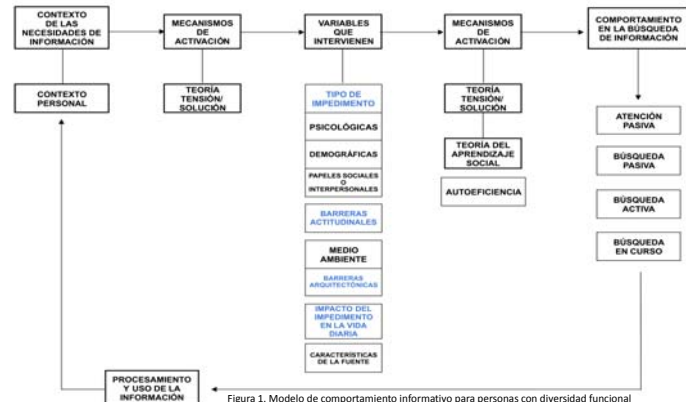 CONTEXTO
DE LAS
NECESIDADES DE
INFORMACIÓN
MECANISMOS
DE
ACTIVACIÓN
VARIABLES
QUE
INTERVIENEN
MECANISMOS
DE
ACTIVACIÓN
COMPORTAMIENTO
EN LA BÚSQUEDA
DE INFORMACIÓN
CONTEXTO
PERSONAL
TEORÍA
TENSIÓN/
SOLUCIÓN
TIPO DE
IMPEDIMENTO
PSICOLÓGICAS
DEMOGRÁFICAS
PAPELES SOCIALES
O
INTERPERSONALES
BARRERAS
ACTITUDINALES
MEDIO
AMBIENTE
BARRERAS
ARQUITECTÓNICAS
IMPACTO DEL
IMPEDIMENTO
EN LA VIDA
DIARIA
CARACTERÍSTICAS
DE LA FUENTE
TEORÍA
TENSIÓN/
SOLUCIÓN
TEORÍA DEL
APRENDIZAJE
SOCIAL
AUTOEFICIENCIA
ATENCIÓN
PASIVA
BÚSQUEDA
PASIVA
BÚSQUEDA
ACTIVA
BÚSQUEDA
EN CURSO
PROCESAMIENTO
Y USO DE LA
INFORMACIÓN
Figura 1. Modelo de comportamiento informativo para personas con diversidad funcional